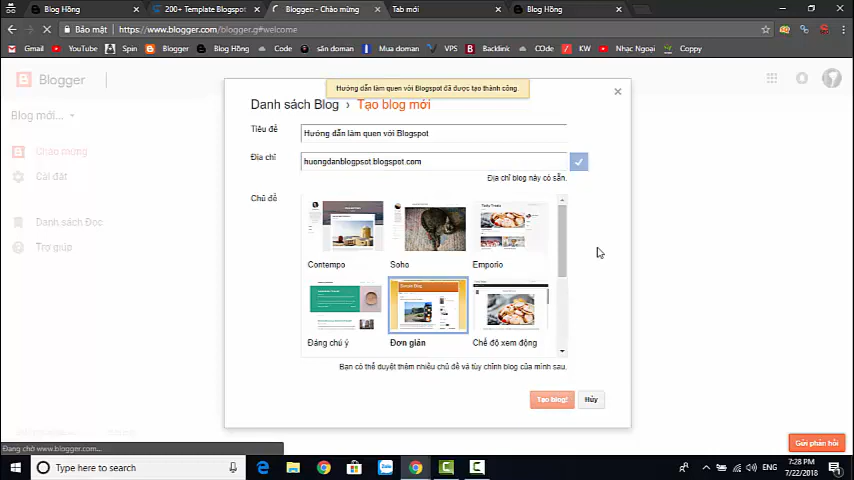 Blog Hồng
200+ Template Blogspot
Blogger: - Chào mừng
Tab mới
Blog Hồng
Bảo mật
https://www.blogger.com/blogger.g#welcome
Gmail
YouTube
Spin
Blogger
Blog Hồng
Code
săn doman
Mua doman
VPS
Backlink
COde
KW
Nhạc Ngoại
Coppy
Blogger
Hướng dẫn làm quen với Blogspot đã được tạo thành công.
Danh sách Blog › Tạo blog mới
Blog mới...
Tiêu đề
Hướng dẫn làm quen với Blogspot
Chào mừng
Địa chỉ
huongdanblogpsot.blogspot.com
Cài đặt
Địa chỉ blog này có sẵn.
Chủ đề
Danh sách Đọc
Trợ giúp
Contempo
Soho
Emporio
Đáng chú ý
Đơn giản
Chế độ xem động
Bạn có thể duyệt thêm nhiều chủ đề và tùy chỉnh blog của mình sau.
Tạo blog!
Hủy
Gửi phản hồi
Đang chờ www.blogger.com...
Type here to search
Zalo
ENG
7:28 PM
7/22/2018